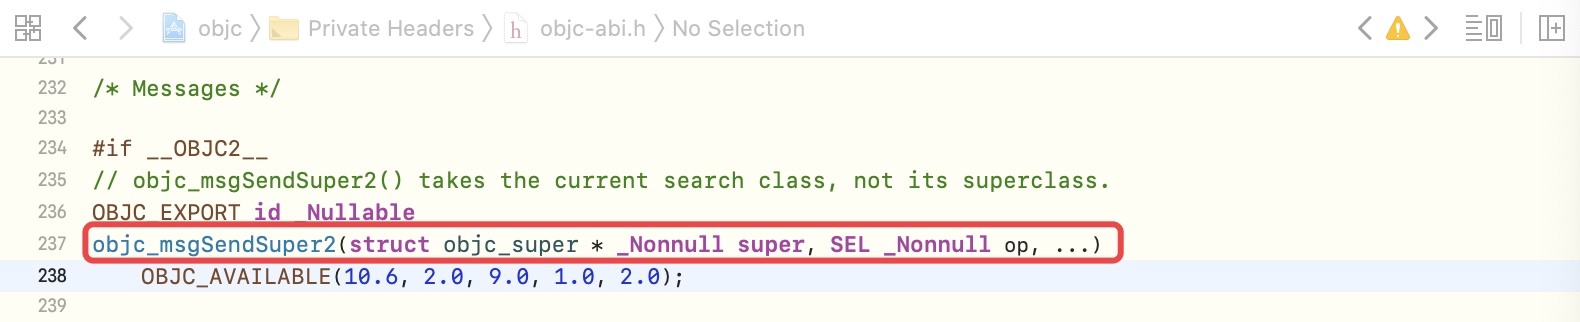 objc Private Headers objc-abi.h No Selection
231
232 /* Messages */
233
234 #if __OBJC2__
235 // objc_msgSendSuper2() takes the current search class, not its superclass.
236 OBJC_EXPORT id _Nullable
237 objc_msgSendSuper2(struct objc_super * _Nonnull super, SEL _Nonnull op, ...)
238 OBJC_AVAILABLE(10.6, 2.0, 9.0, 1.0, 2.0);
239